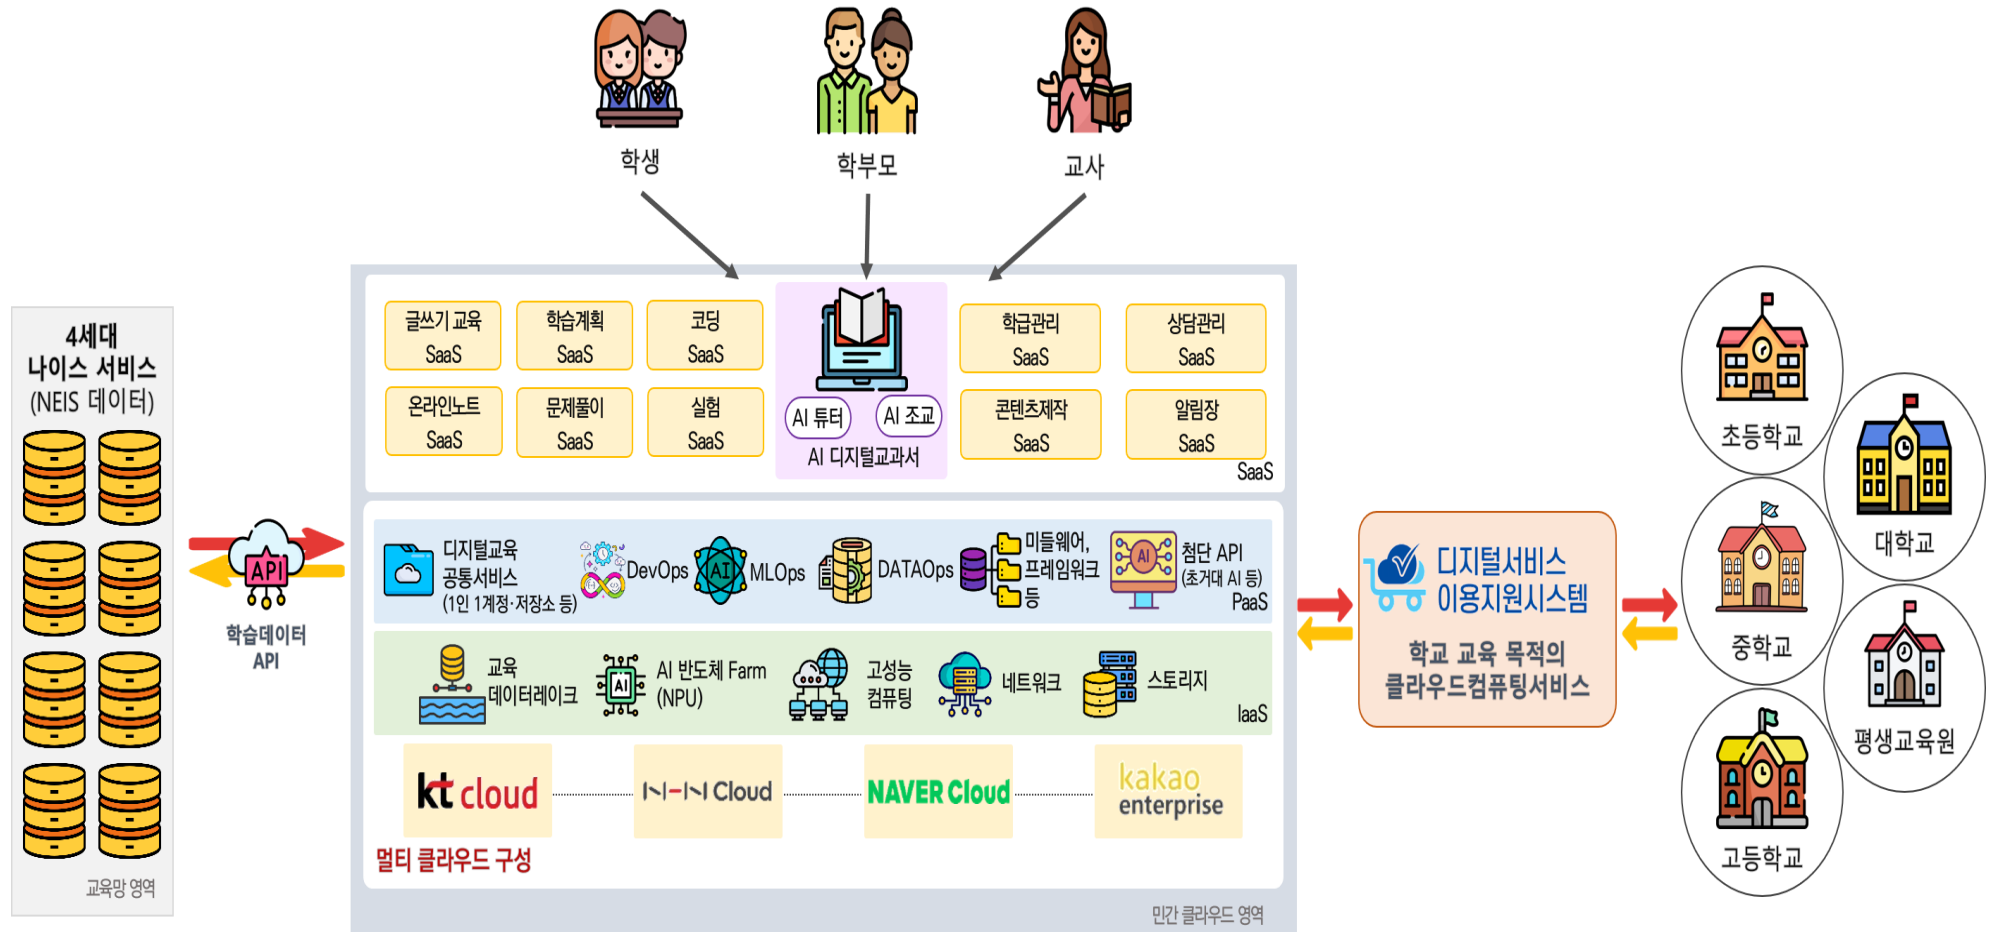 학생
학부모
교사
4세대
나이스 서비스
(NEIS 데이터)
교육망 영역
API
학습데이터
API
글쓰기 교육
SaaS
학습계획
SaaS
코딩
SaaS
온라인노트
SaaS
문제풀이
SaaS
실험
SaaS
AI 튜터
AI 조교
AI 디지털교과서
학급관리
SaaS
상담관리
SaaS
콘텐츠제작
SaaS
알림장
SaaS
SaaS
디지털교육
공통서비스
(1인 1계정·저장소 등)
DevOps
AI
MLOps
DATAOps
미들웨어,
프레임워크
등
AI
첨단 API
(초거대 AI 등)
PaaS
교육
데이터레이크
AI
AI 반도체 Farm
(NPU)
고성능
컴퓨팅
네트워크
스토리지
IaaS
kt cloud
NHN Cloud
NAVER Cloud
kakao
enterprise
멀티 클라우드 구성
민간 클라우드 영역
디지털서비스
이용지원시스템
학교 교육 목적의
클라우드컴퓨팅서비스
초등학교
대학교
중학교
평생교육원
고등학교